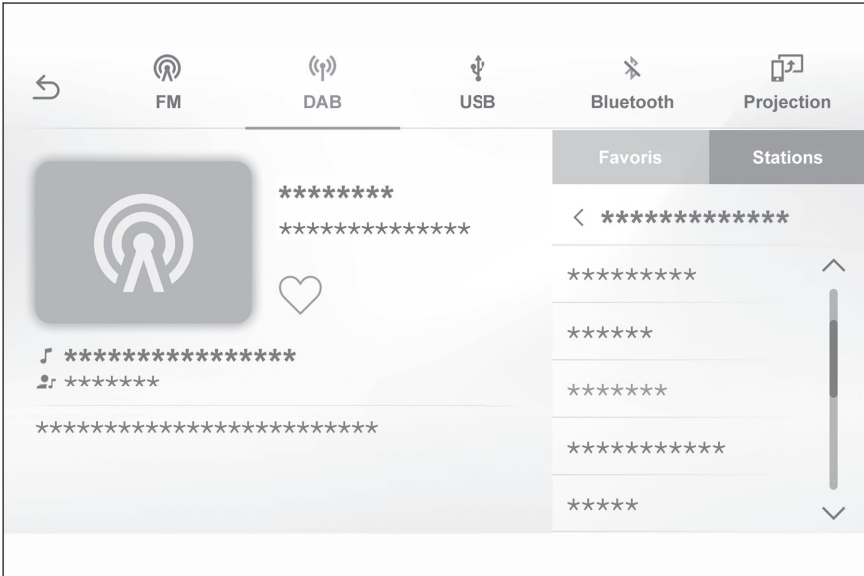 FM
DAB
USB
Bluetooth
Projection
Favoris
Stations
********
**************
*************
*********
******
*******
***********
*****
****************
*******
*************************